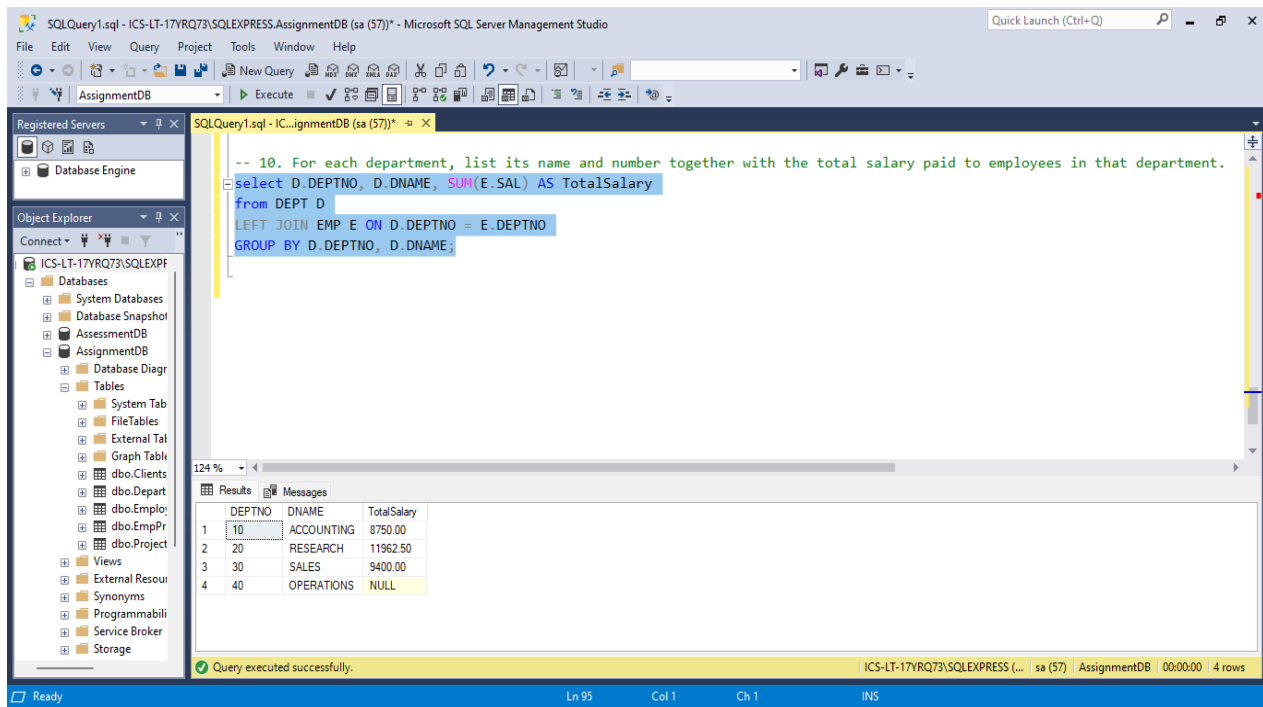 SQLQuery1.sql - ICS-LT-17YRQ73\SQLEXPRESS.AssignmentDB (sa (57))* - Microsoft SQL Server Management Studio
Quick Launch (Ctrl+Q)
File Edit View Query Project Tools Window Help
New Query MDX DMX XMLA DAX
AssignmentDB Execute
Registered Servers
Database Engine
Object Explorer
Connect
ICS-LT-17YRQ73\SQLEXPF
Databases
System Databases
Database Snapshot
AssessmentDB
AssignmentDB
Database Diagr
Tables
System Tab
FileTables
External Tal
Graph Table
dbo.Clients
dbo.Depart
dbo.Employ
dbo.EmpPr
dbo.Project
Views
External Resour
Synonyms
Programmabili
Service Broker
Storage
SQLQuery1.sql - IC...ignmentDB (sa (57))*
-- 10. For each department, list its name and number together with the total salary paid to employees in that department.
select D.DEPTNO, D.DNAME, SUM(E.SAL) AS TotalSalary
from DEPT D
LEFT JOIN EMP E ON D.DEPTNO = E.DEPTNO
GROUP BY D.DEPTNO, D.DNAME;
124 %
Results Messages
DEPTNO DNAME TotalSalary
1 10 ACCOUNTING 8750.00
2 20 RESEARCH 11962.50
3 30 SALES 9400.00
4 40 OPERATIONS NULL
Query executed successfully. ICS-LT-17YRQ73\SQLEXPRESS (... sa (57) AssignmentDB 00:00:00 4 rows
Ready Ln 95 Col 1 Ch 1 INS